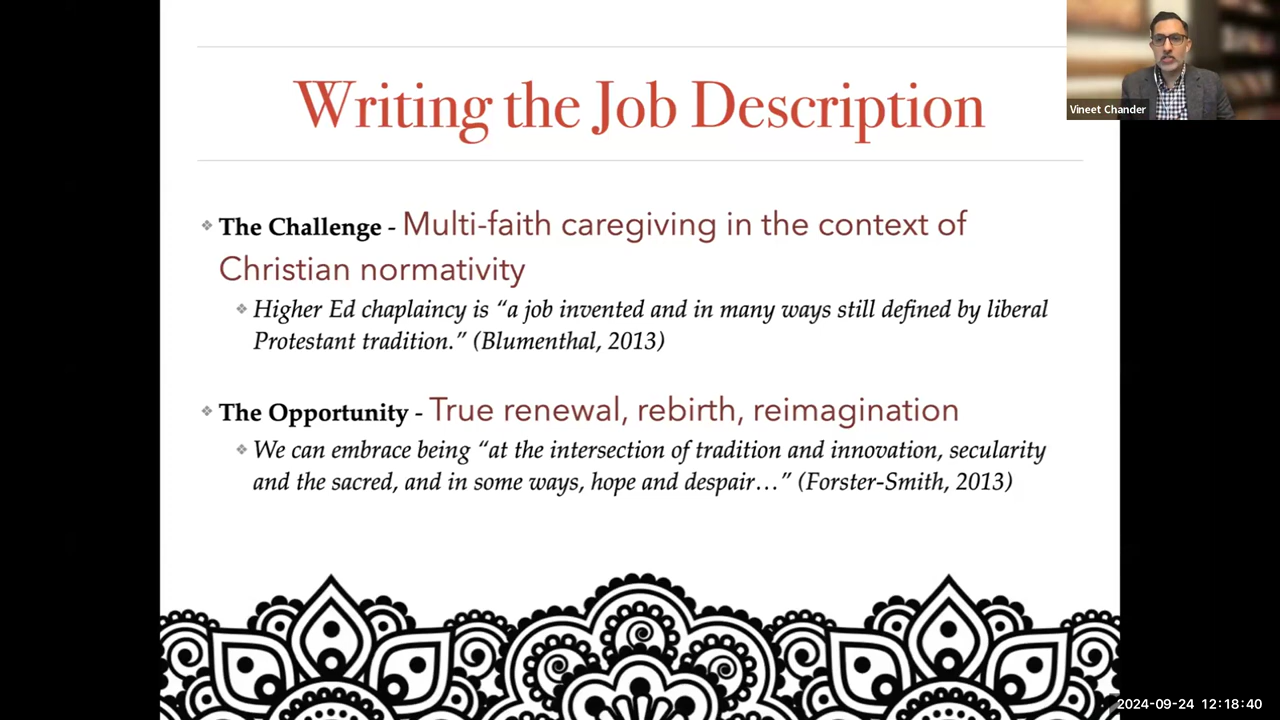 Writing the Job Description
Vineet Chander
The Challenge - Multi-faith caregiving in the context of
Christian normativity
Higher Ed chaplaincy is “a job invented and in many ways still defined by liberal
Protestant tradition.” (Blumenthal, 2013)
The Opportunity - True renewal, rebirth, reimagination
We can embrace being “at the intersection of tradition and innovation, secularity
and the sacred, and in some ways, hope and despair…” (Forster-Smith, 2013)
2024-09-24 12:18:40